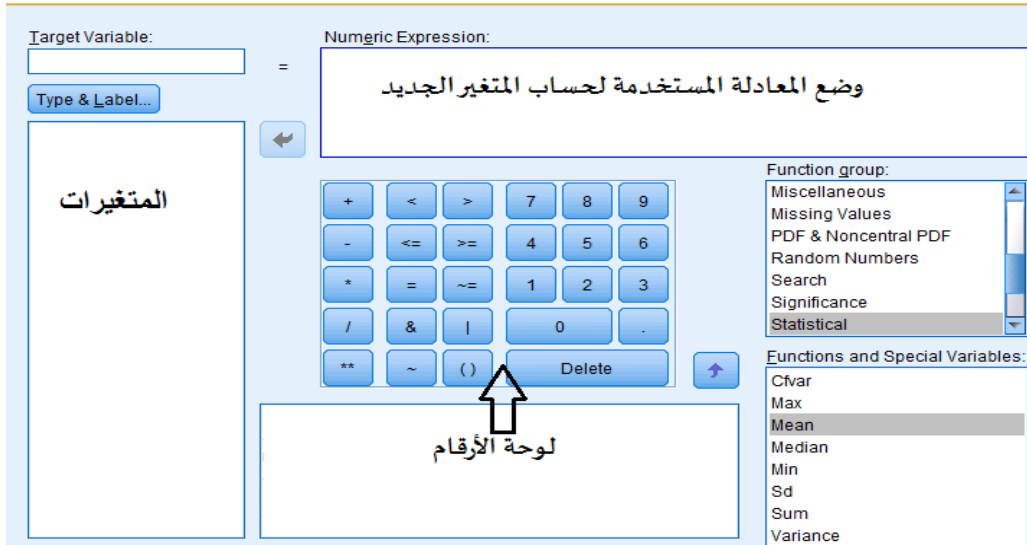 Target Variable:
Numeric Expression:
=
وضع المعادلة المستخدمة لحساب المتغير الجديد
Type & Label...
المتغيرات
+ < > 7 8 9
- <= >= 4 5 6
* = ~= 1 2 3
/ & | 0 .
** ~ ( ) Delete
لوحة الأرقام
Function group:
Miscellaneous
Missing Values
PDF & Noncentral PDF
Random Numbers
Search
Significance
Statistical
Functions and Special Variables:
Cfvar
Max
Mean
Median
Min
Sd
Sum
Variance